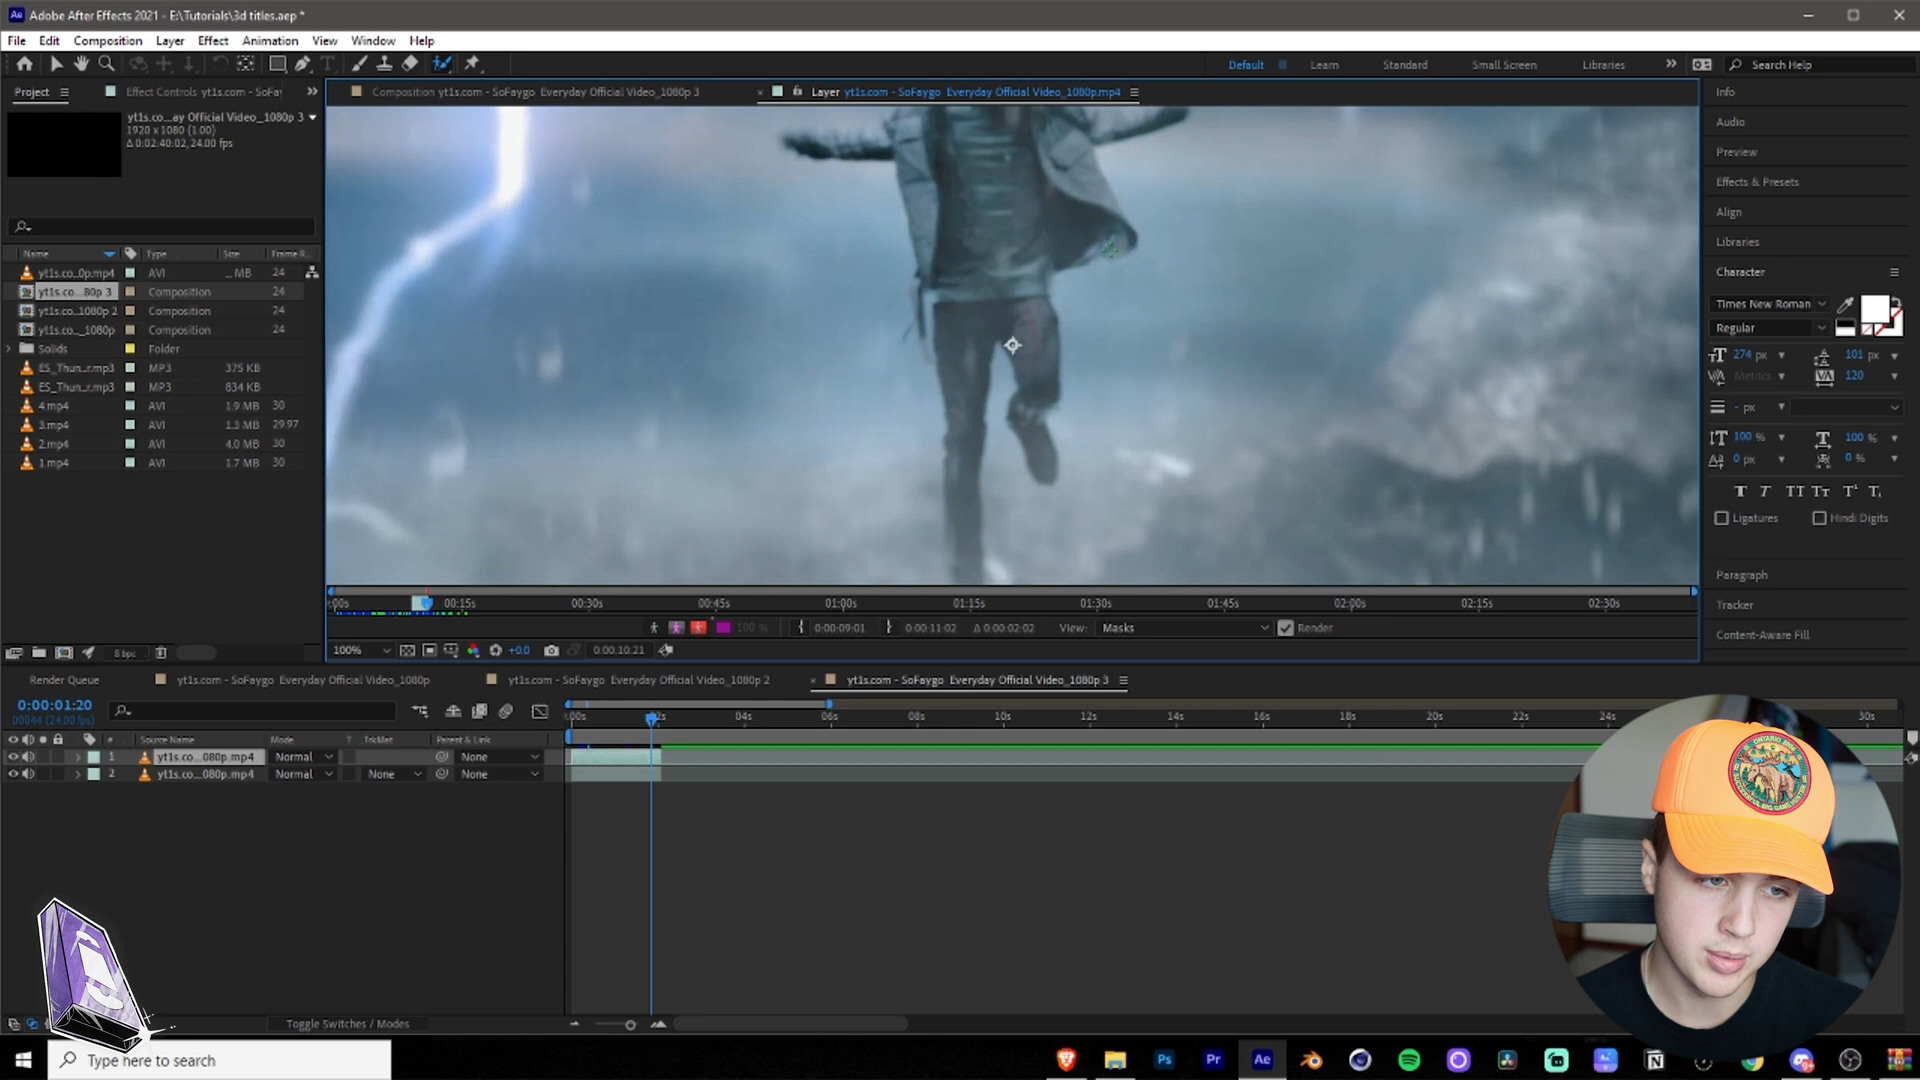 Ae Adobe After Effects 2021 - E:\Tutorials\3d titles.aep *
File Edit Composition Layer Effect Animation View Window Help
Default Learn Standard Small Screen Libraries Search Help
Project
Effect Controls yt1s.com - SoFay
Composition yt1s.com - SoFaygo Everyday Official Video_1080p 3
Layer yt1s.com - SoFaygo Everyday Official Video_1080p.mp4
yt1s.co...ay Official Video_1080p 3
1920 x 1080 (1.00)
Δ 0:02:40:02, 24.00 fps
Name Type Size Frame R...
yt1s.co...0p.mp4 AVI ... MB 24
yt1s.co...80p 3 Composition 24
yt1s.co...1080p 2 Composition 24
yt1s.co..._1080p Composition 24
Solids Folder
ES_Thun...r.mp3 MP3 375 KB
ES_Thun...r.mp3 MP3 834 KB
4.mp4 AVI 1.9 MB 30
3.mp4 AVI 1.3 MB 29.97
2.mp4 AVI 4.0 MB 30
1.mp4 AVI 1.7 MB 30
8 bpc
:00s 00:15s 00:30s 00:45s 01:00s 01:15s 01:30s 01:45s 02:00s 02:15s 02:30s
100 % 0:00:09:01 0:00:11:02 Δ 0:00:02:02 View: Masks Render
100% +0.0 0:00:10:21
Info
Audio
Preview
Effects & Presets
Align
Libraries
Character
Times New Roman
Regular
274 px 101 px
Metrics 120
- px
100 % 100 %
0 px 0 %
T T TT Tт T¹ T,
Ligatures Hindi Digits
Paragraph
Tracker
Content-Aware Fill
Render Queue yt1s.com - SoFaygo Everyday Official Video_1080p yt1s.com - SoFaygo Everyday Official Video_1080p 2 yt1s.com - SoFaygo Everyday Official Video_1080p 3
0:00:01:20
00044 (24.00 fps)
:00s 02s 04s 06s 08s 10s 12s 14s 16s 18s 20s 22s 24s 30s
# Source Name Mode T .TrkMat Parent & Link
1 yt1s.co...080p.mp4 Normal None
2 yt1s.co...080p.mp4 Normal None None
Toggle Switches / Modes
ONTARIO
SUCCESSFUL BIG GAME HUNTER
Type here to search
Ps Pr Ae